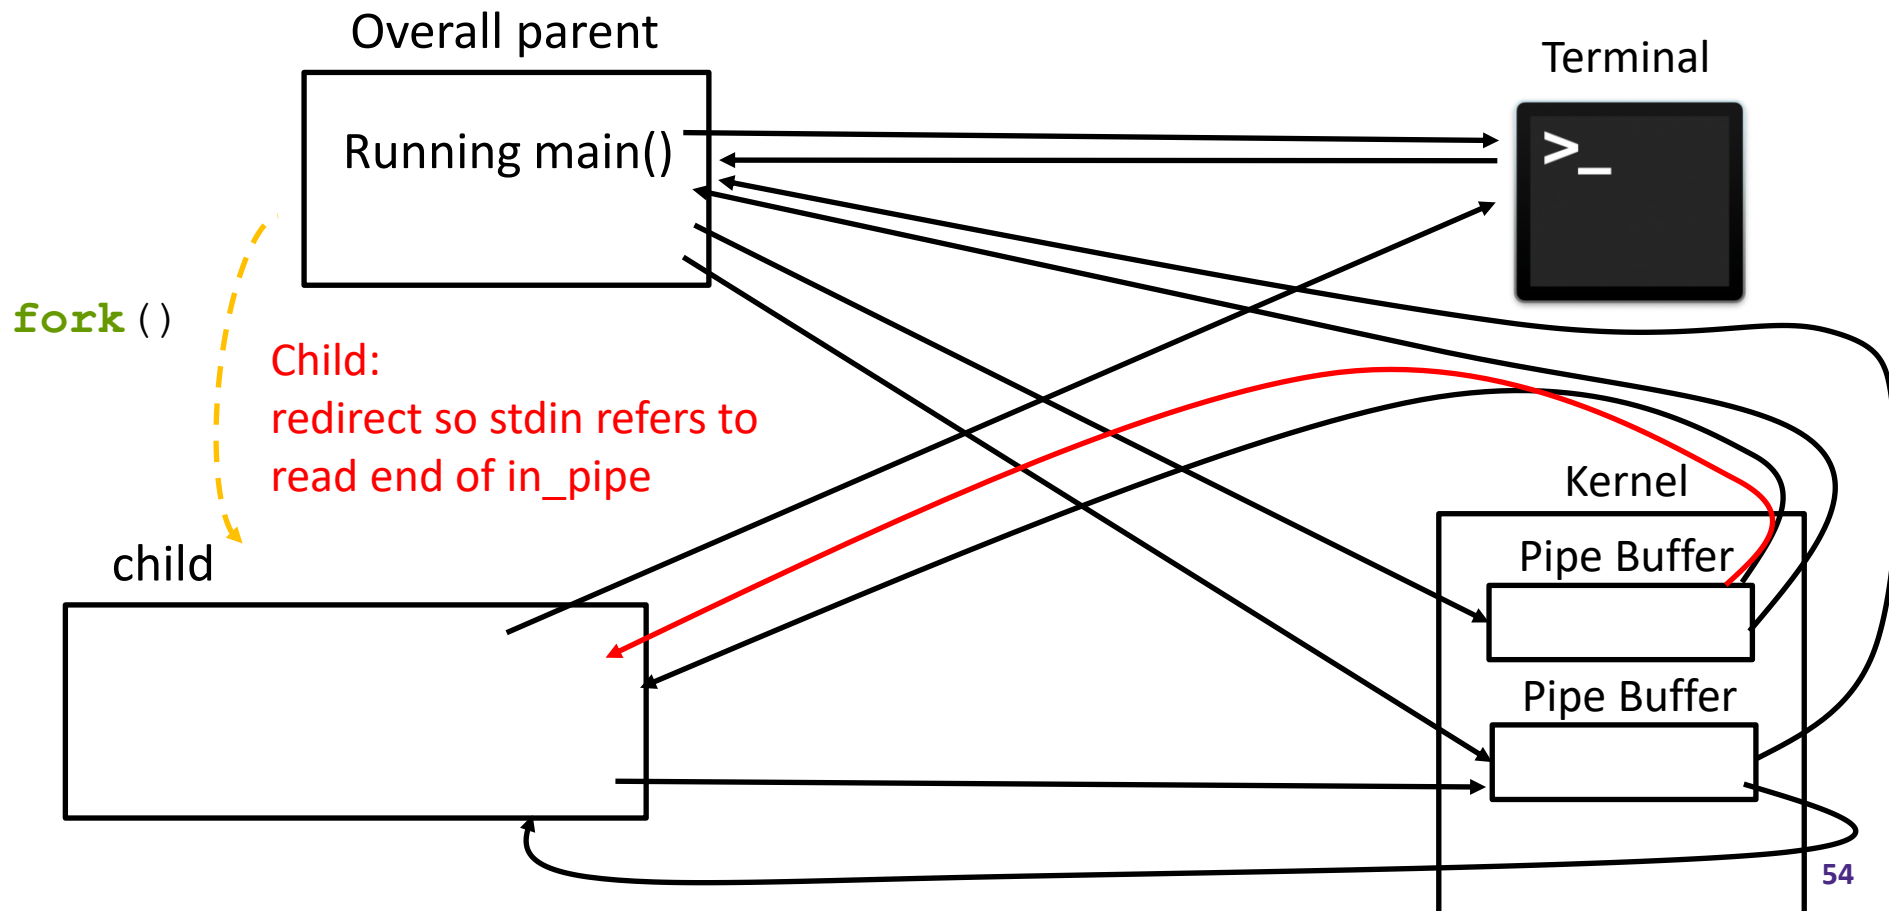 Overall parent
Terminal
Running main()
>_
fork()
Child:
redirect so stdin refers to
read end of in_pipe
Kernel
child
Pipe Buffer
Pipe Buffer
54